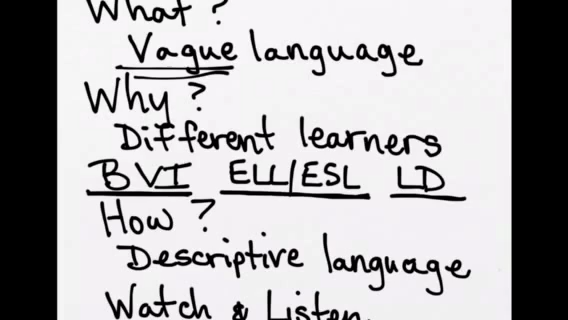 What?
Vague language
Why?
Different learners
BVI ELL/ESL LD
How?
Descriptive language
Watch & Listen.